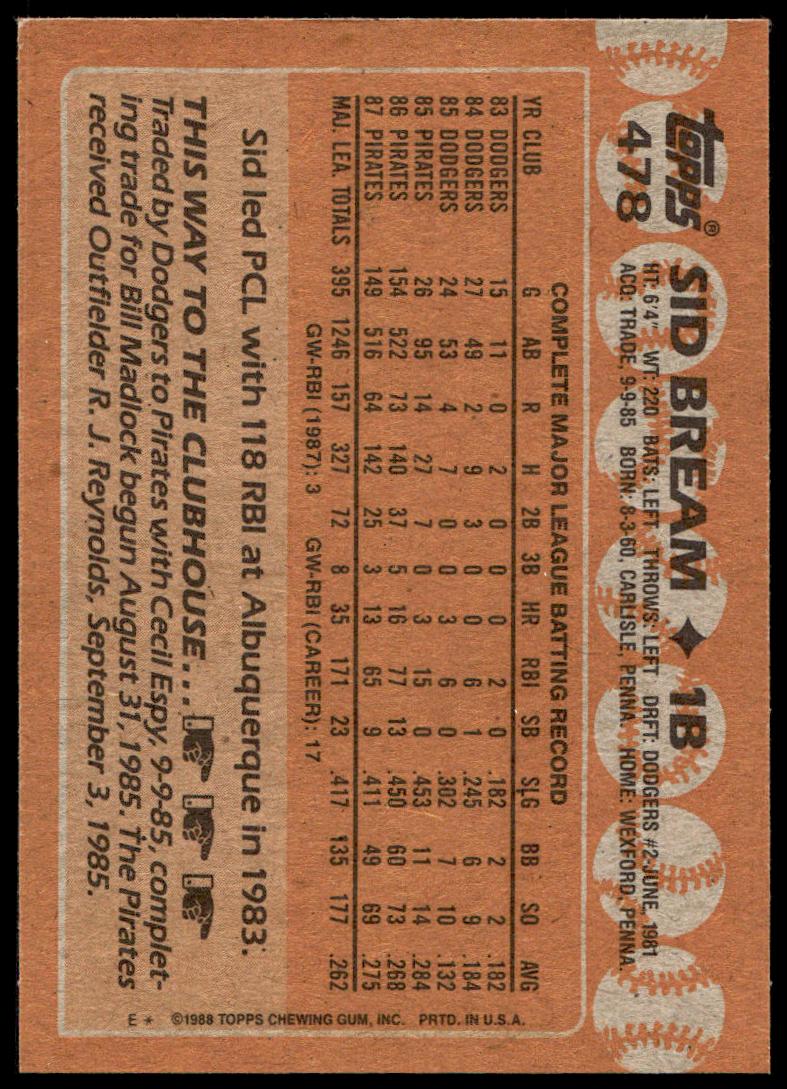 topps®
478
SID BREAM ✦ 1B
HT: 6'4" WT: 220 BATS: LEFT THROWS: LEFT DRFT: DODGERS #2-JUNE, 1981
ACQ: TRADE, 9-9-85 BORN: 8-3-60, CARLISLE, PENNA. HOME: WEXFORD, PENNA.
COMPLETE MAJOR LEAGUE BATTING RECORD
YR CLUB G AB R H 2B 3B HR RBI SB SLG BB SO AVG
83 DODGERS 15 11 0 2 0 0 0 2 0 .182 2 2 .182
84 DODGERS 27 49 2 9 3 0 0 6 1 .245 6 9 .184
85 DODGERS 24 53 4 7 0 0 3 6 0 .302 7 10 .132
85 PIRATES 26 95 14 27 7 0 3 15 0 .453 11 14 .284
86 PIRATES 154 522 73 140 37 5 16 77 13 .450 60 73 .268
87 PIRATES 149 516 64 142 25 3 13 65 9 .411 49 69 .275
MAJ. LEA. TOTALS 395 1246 157 327 72 8 35 171 23 .417 135 177 .262
GW-RBI (1987): 3 GW-RBI (CAREER): 17
Sid led PCL with 118 RBI at Albuquerque in 1983.
THIS WAY TO THE CLUBHOUSE...
Traded by Dodgers to Pirates with Cecil Espy, 9-9-85, complet-
ing trade for Bill Madlock begun August 31, 1985. The Pirates
received Outfielder R. J. Reynolds, September 3, 1985.
E * ©1988 TOPPS CHEWING GUM, INC. PRTD. IN U.S.A.